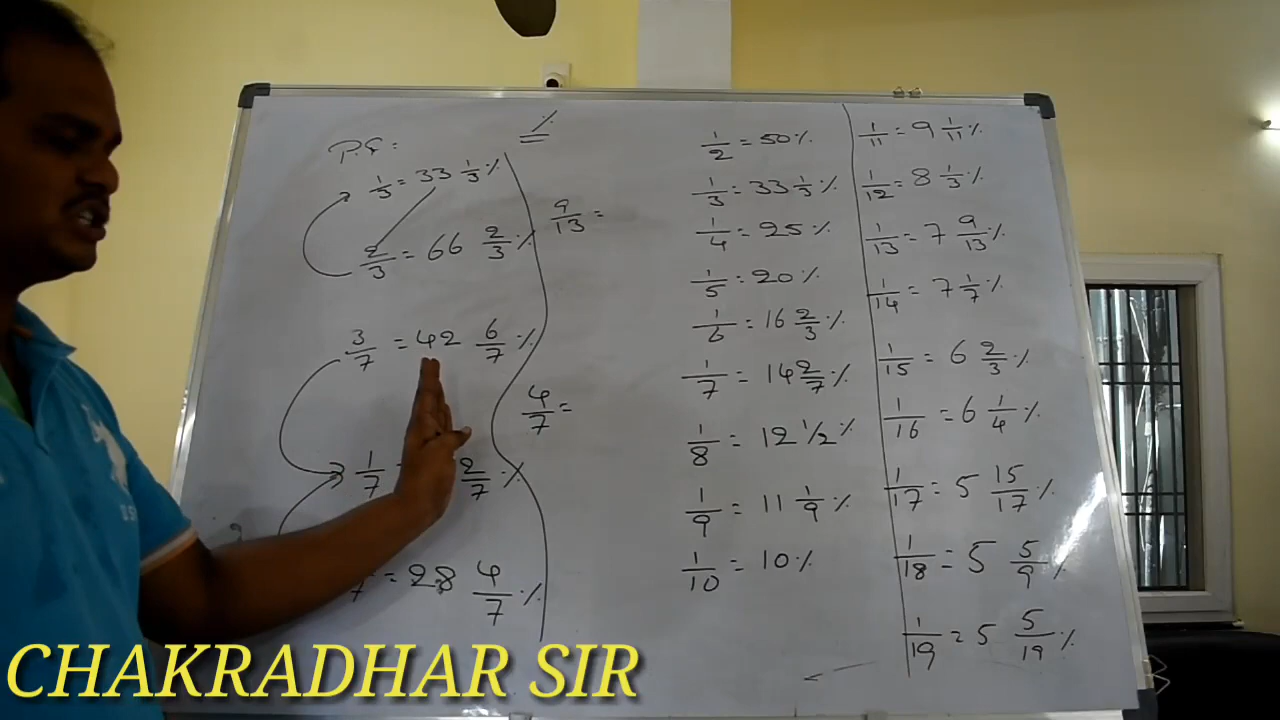 %
P.F:
1/3 = 33 1/3 %
2/3 = 66 2/3 %
3/7 = 42 6/7 %
1/7 = 2/7 %
7 = 28 4/7 %
9/13 =
4/7 =
1/2 = 50%
1/3 = 33 1/3 %
1/4 = 25 %
1/5 = 20 %
1/6 = 16 2/3 %
1/7 = 14 2/7 %
1/8 = 12 1/2 %
1/9 = 11 1/9 %
1/10 = 10 %
1/11 = 9 1/11 %
1/12 = 8 1/3 %
1/13 = 7 9/13 %
1/14 = 7 1/7 %
1/15 = 6 2/3 %
1/16 = 6 1/4 %
1/17 = 5 15/17 %
1/18 = 5 5/9 %
1/19 = 5 5/19 %
CHAKRADHAR SIR